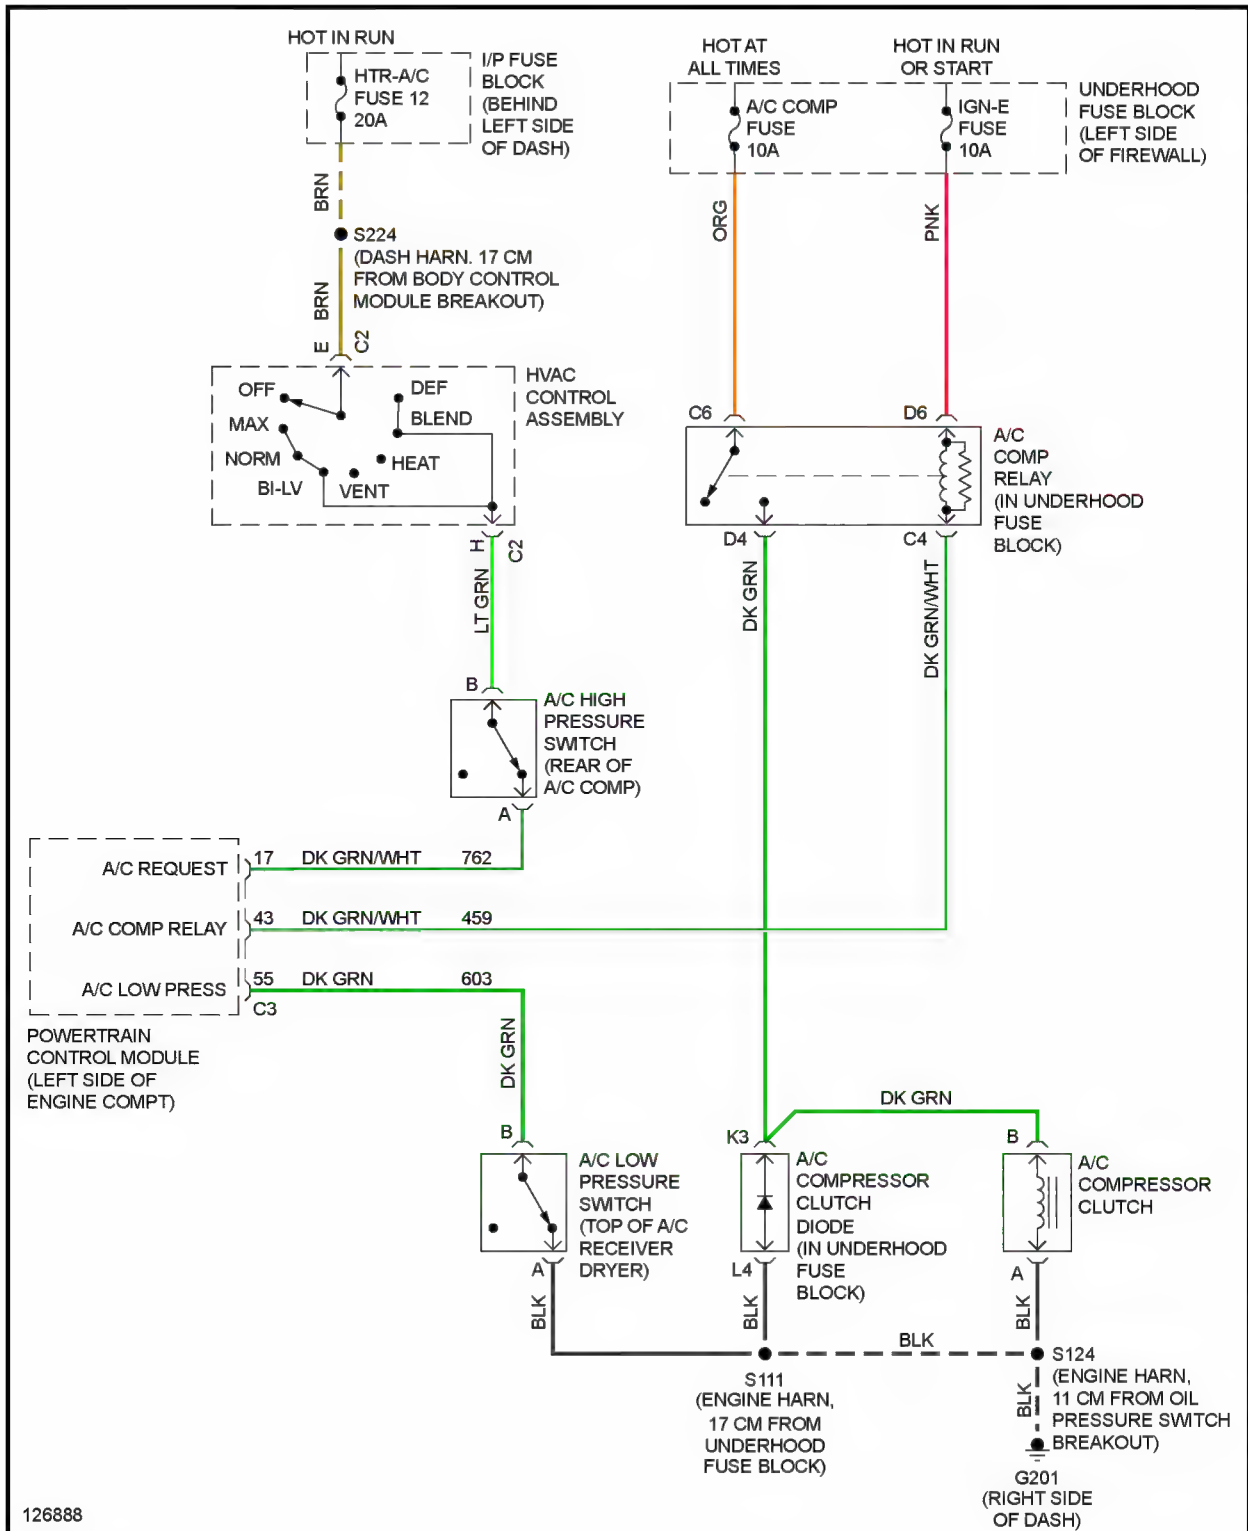 HOT IN RUN
HTR-A/C
FUSE 12
20A
I/P FUSE
BLOCK
(BEHIND
LEFT SIDE
OF DASH)
HOT AT
ALL TIMES
HOT IN RUN
OR START
A/C COMP
FUSE
10A
IGN-E
FUSE
10A
UNDERHOOD
FUSE BLOCK
(LEFT SIDE
OF FIREWALL)
BRN
S224
(DASH HARN. 17 CM
FROM BODY CONTROL
MODULE BREAKOUT)
BRN
E
C2
ORG
PNK
OFF
MAX
NORM
BI-LV
VENT
HEAT
BLEND
DEF
HVAC
CONTROL
ASSEMBLY
H
C2
LT GRN
C6
D6
A/C
COMP
RELAY
(IN UNDERHOOD
FUSE
BLOCK)
D4
C4
DK GRN
DK GRN/WHT
B
A/C HIGH
PRESSURE
SWITCH
(REAR OF
A/C COMP)
A
A/C REQUEST
17 DK GRN/WHT 762
A/C COMP RELAY
43 DK GRN/WHT 459
A/C LOW PRESS
55 DK GRN 603
C3
POWERTRAIN
CONTROL MODULE
(LEFT SIDE OF
ENGINE COMPT)
DK GRN
B
A/C LOW
PRESSURE
SWITCH
(TOP OF A/C
RECEIVER
DRYER)
A
BLK
DK GRN
K3
A/C
COMPRESSOR
CLUTCH
DIODE
(IN UNDERHOOD
FUSE
BLOCK)
L4
BLK
B
A/C
COMPRESSOR
CLUTCH
A
BLK
BLK
S111
(ENGINE HARN,
17 CM FROM
UNDERHOOD
FUSE BLOCK)
S124
(ENGINE HARN,
11 CM FROM OIL
PRESSURE SWITCH
BREAKOUT)
BLK
G201
(RIGHT SIDE
OF DASH)
126888